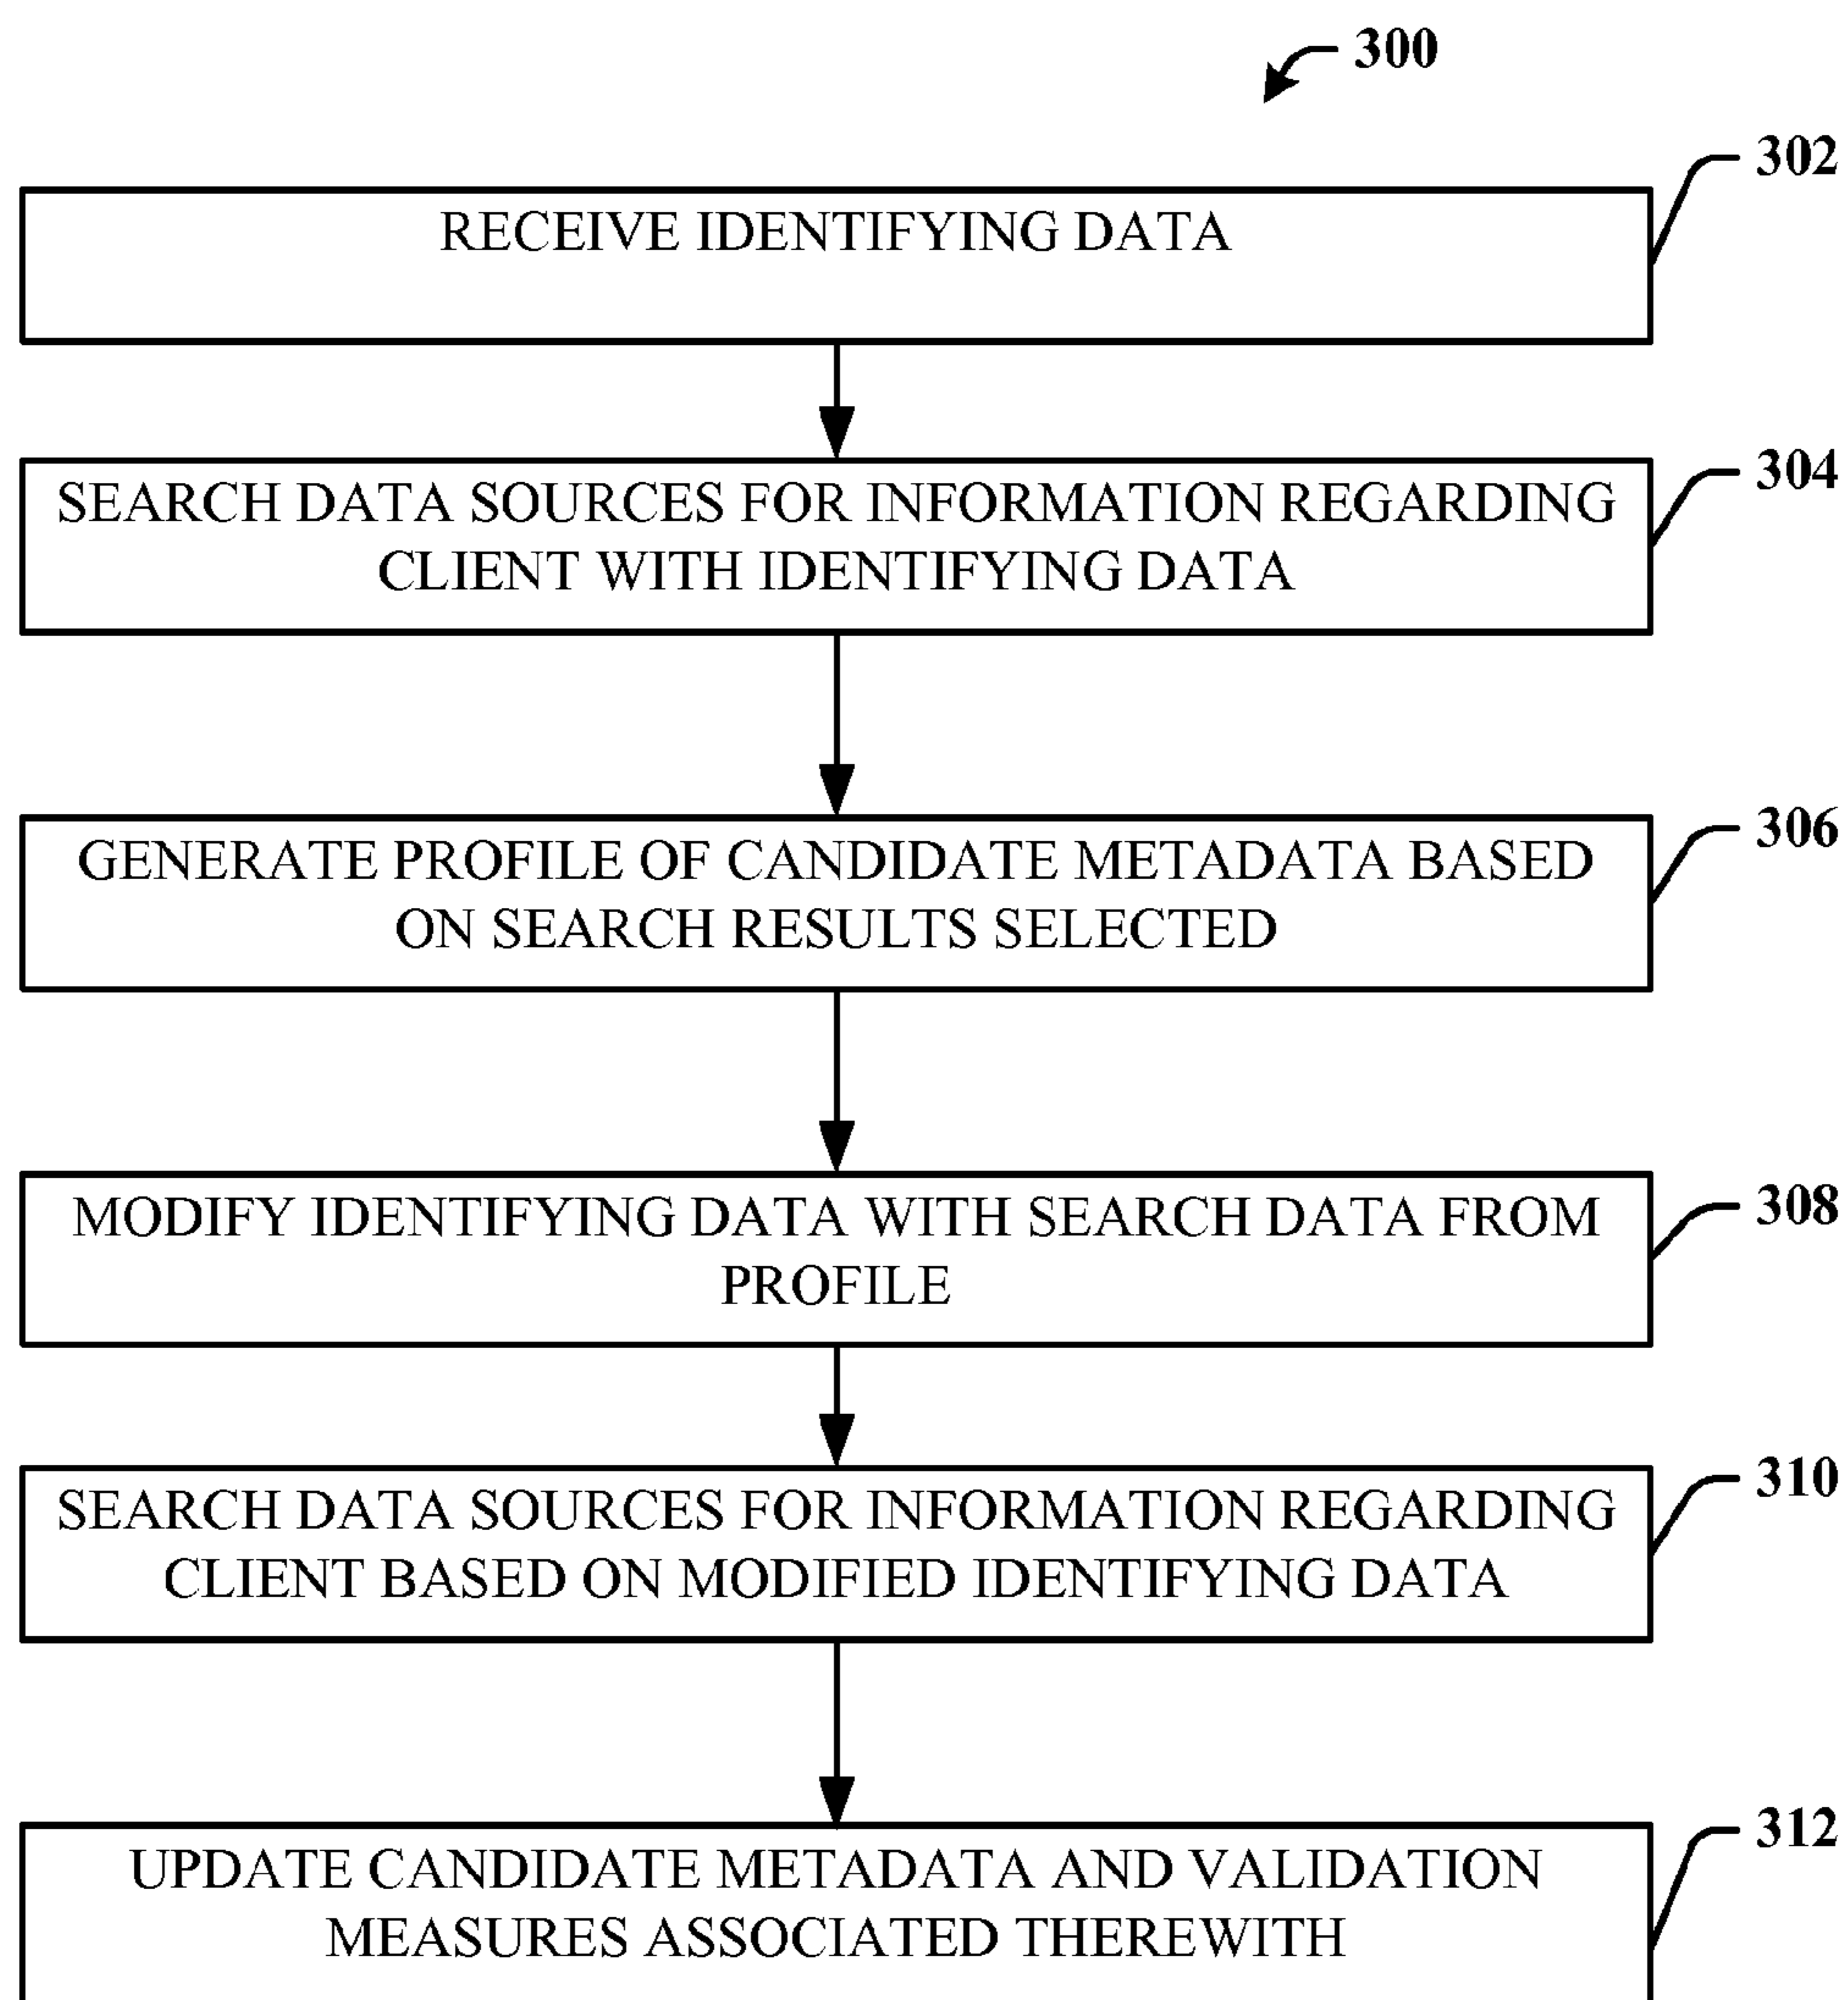 300
302
RECEIVE IDENTIFYING DATA
304
SEARCH DATA SOURCES FOR INFORMATION REGARDING
CLIENT WITH IDENTIFYING DATA
306
GENERATE PROFILE OF CANDIDATE METADATA BASED
ON SEARCH RESULTS SELECTED
308
MODIFY IDENTIFYING DATA WITH SEARCH DATA FROM
PROFILE
310
SEARCH DATA SOURCES FOR INFORMATION REGARDING
CLIENT BASED ON MODIFIED IDENTIFYING DATA
312
UPDATE CANDIDATE METADATA AND VALIDATION
MEASURES ASSOCIATED THEREWITH